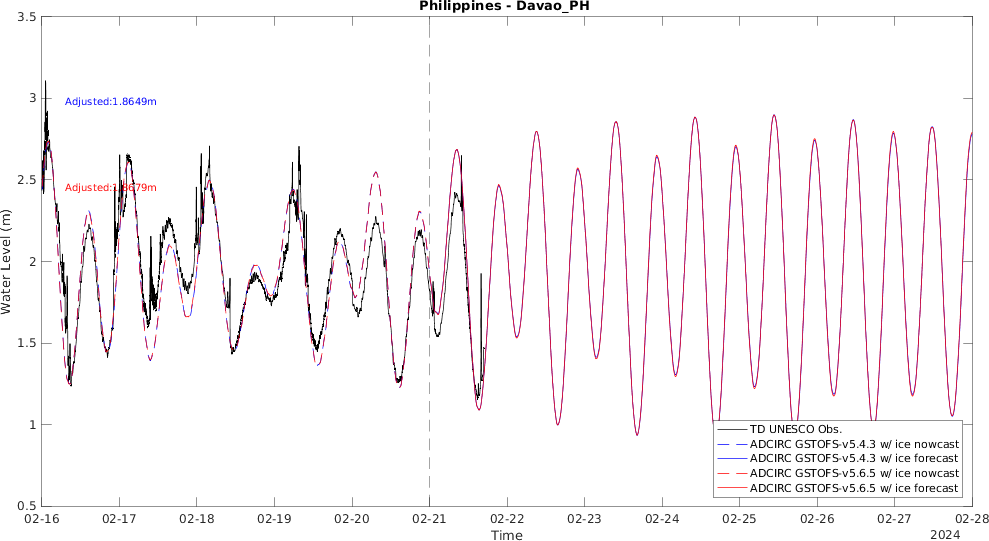 Philippines - Davao_PH
3.5
3
2.5
2
1.5
1
0.5
Water Level (m)
Adjusted:1.8649m
Adjusted:1.8679m
TD UNESCO Obs.
ADCIRC GSTOFS-v5.4.3 w/ ice nowcast
ADCIRC GSTOFS-v5.4.3 w/ ice forecast
ADCIRC GSTOFS-v5.6.5 w/ ice nowcast
ADCIRC GSTOFS-v5.6.5 w/ ice forecast
02-16 02-17 02-18 02-19 02-20 02-21 02-22 02-23 02-24 02-25 02-26 02-27 02-28
Time
2024